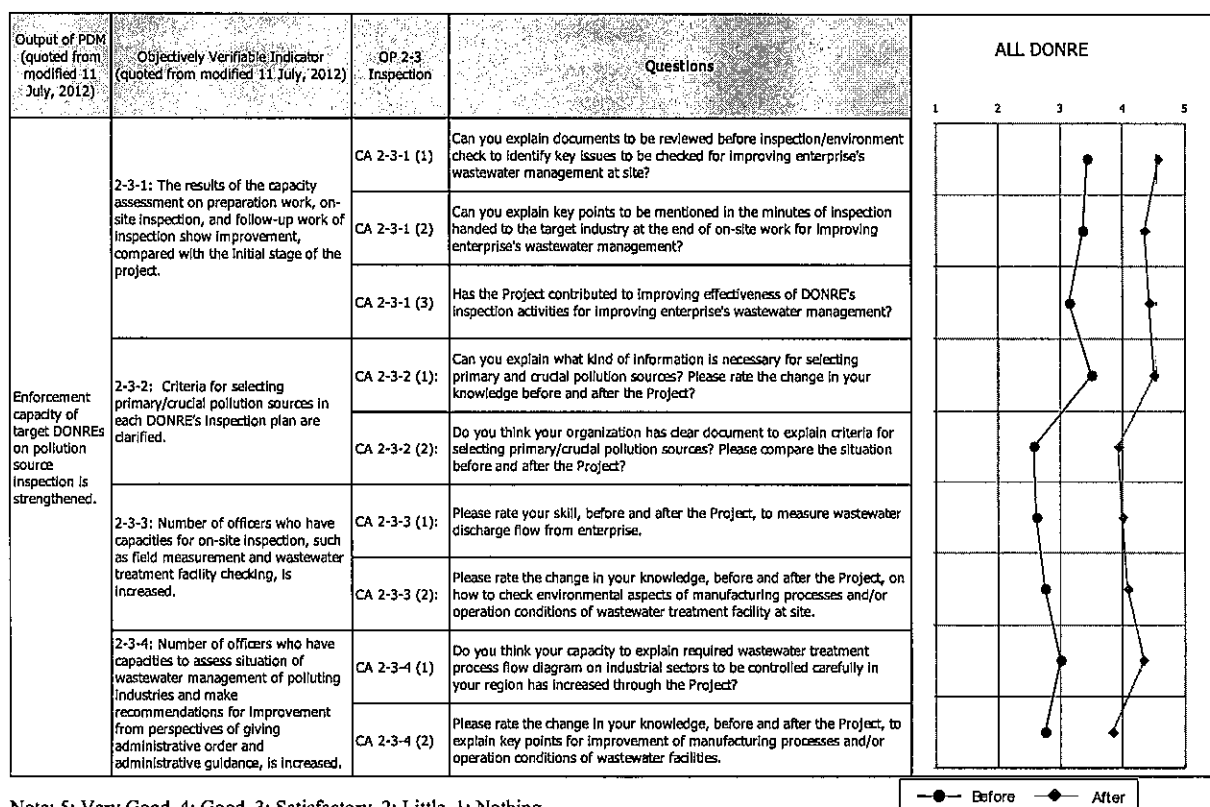 Output of PDM
(quoted from
modified 11
July, 2012)
Objectively Verifiable Indicator
(quoted from modified 11 July, 2012)
OP 2-3
Inspection
Questions
ALL DONRE
1 2 3 4 5
Enforcement
capacity of
target DONREs
on pollution
source
inspection is
strengthened.
2-3-1: The results of the capacity
assessment on preparation work, on-
site inspection, and follow-up work of
inspection show improvement,
compared with the initial stage of the
project.
CA 2-3-1 (1)
Can you explain documents to be reviewed before inspection/environment
check to identify key issues to be checked for improving enterprise's
wastewater management at site?
CA 2-3-1 (2)
Can you explain key points to be mentioned in the minutes of inspection
handed to the target industry at the end of on-site work for improving
enterprise's wastewater management?
CA 2-3-1 (3)
Has the Project contributed to improving effectiveness of DONRE's
inspection activities for improving enterprise's wastewater management?
2-3-2: Criteria for selecting
primary/crucial pollution sources in
each DONRE's inspection plan are
clarified.
CA 2-3-2 (1):
Can you explain what kind of information is necessary for selecting
primary and crucial pollution sources? Please rate the change in your
knowledge before and after the Project?
CA 2-3-2 (2):
Do you think your organization has clear document to explain criteria for
selecting primary/crucial pollution sources? Please compare the situation
before and after the Project?
2-3-3: Number of officers who have
capacities for on-site inspection, such
as field measurement and wastewater
treatment facility checking, is
increased.
CA 2-3-3 (1):
Please rate your skill, before and after the Project, to measure wastewater
discharge flow from enterprise.
CA 2-3-3 (2):
Please rate the change in your knowledge, before and after the Project, on
how to check environmental aspects of manufacturing processes and/or
operation conditions of wastewater treatment facility at site.
2-3-4: Number of officers who have
capacities to assess situation of
wastewater management of polluting
industries and make
recommendations for improvement
from perspectives of giving
administrative order and
administrative guidance, is increased.
CA 2-3-4 (1)
Do you think your capacity to explain required wastewater treatment
process flow diagram on industrial sectors to be controlled carefully in
your region has increased through the Project?
CA 2-3-4 (2)
Please rate the change in your knowledge, before and after the Project, to
explain key points for improvement of manufacturing processes and/or
operation conditions of wastewater facilities.
Before After
Note: 5: Very Good, 4: Good, 3: Satisfactory, 2: Little, 1: Nothing